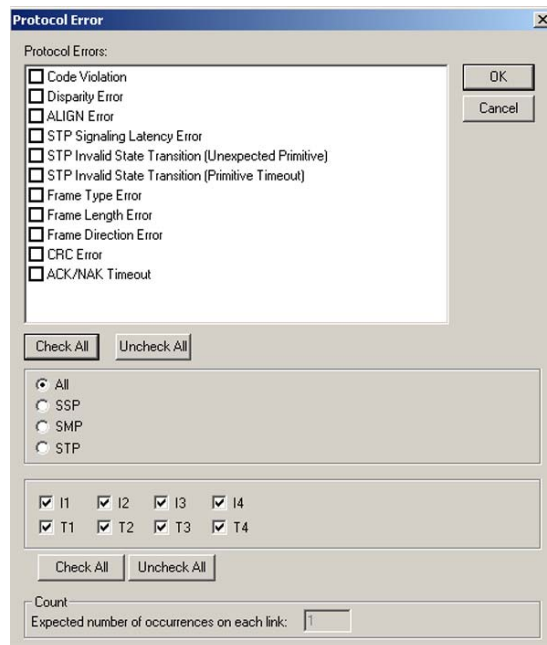 Protocol Error
Protocol Errors:
Code Violation
Disparity Error
ALIGN Error
STP Signaling Latency Error
STP Invalid State Transition (Unexpected Primitive)
STP Invalid State Transition (Primitive Timeout)
Frame Type Error
Frame Length Error
Frame Direction Error
CRC Error
ACK/NAK Timeout
OK
Cancel
Check All Uncheck All
All
SSP
SMP
STP
I1 I2 I3 I4
T1 T2 T3 T4
Check All Uncheck All
Count
Expected number of occurrences on each link: 1